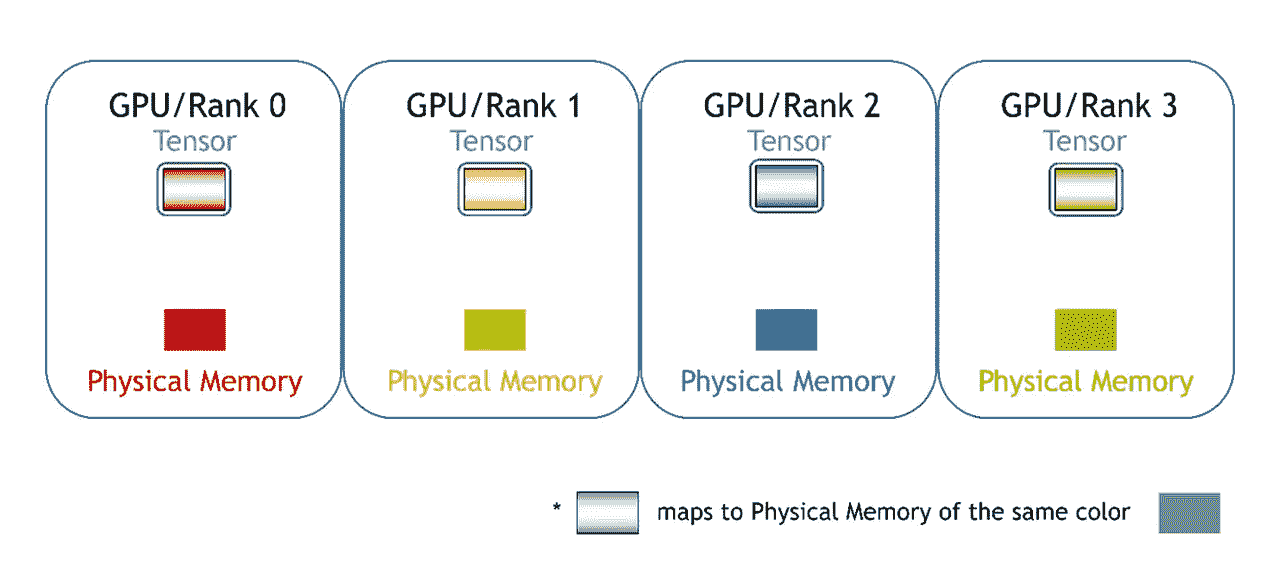 GPU/Rank 0
Tensor
Physical Memory
GPU/Rank 1
Tensor
Physical Memory
GPU/Rank 2
Tensor
Physical Memory
GPU/Rank 3
Tensor
Physical Memory
* maps to Physical Memory of the same color